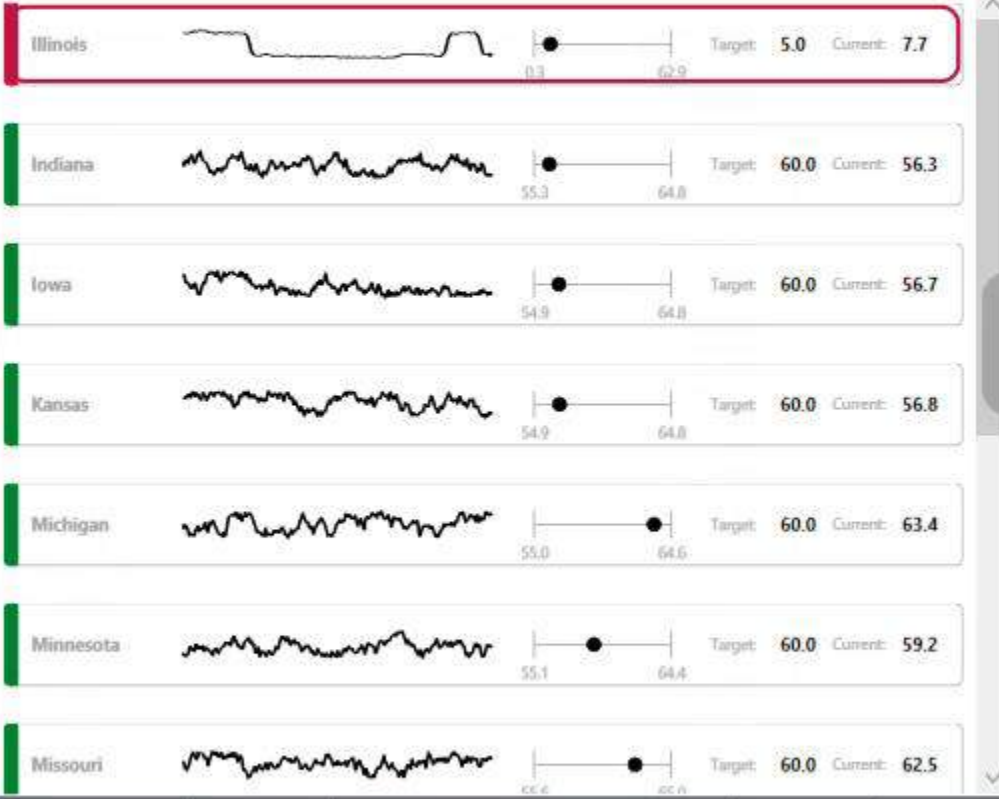 Illinois Target: 5.0 Current: 7.7
0.3 62.9
Indiana Target: 60.0 Current: 56.3
55.3 64.8
Iowa Target: 60.0 Current: 56.7
54.9 64.8
Kansas Target: 60.0 Current: 56.8
54.9 64.8
Michigan Target: 60.0 Current: 63.4
55.0 64.6
Minnesota Target: 60.0 Current: 59.2
55.1 64.4
Missouri Target: 60.0 Current: 62.5